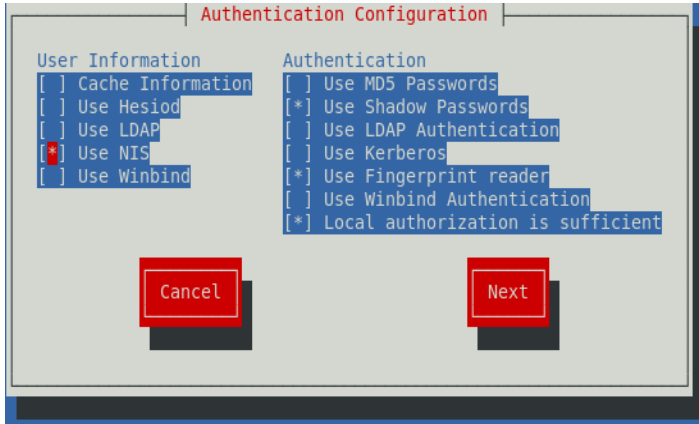 Authentication Configuration
User Information
[ ] Cache Information
[ ] Use Hesiod
[ ] Use LDAP
[*] Use NIS
[ ] Use Winbind
Authentication
[ ] Use MD5 Passwords
[*] Use Shadow Passwords
[ ] Use LDAP Authentication
[ ] Use Kerberos
[*] Use Fingerprint reader
[ ] Use Winbind Authentication
[*] Local authorization is sufficient
Cancel
Next